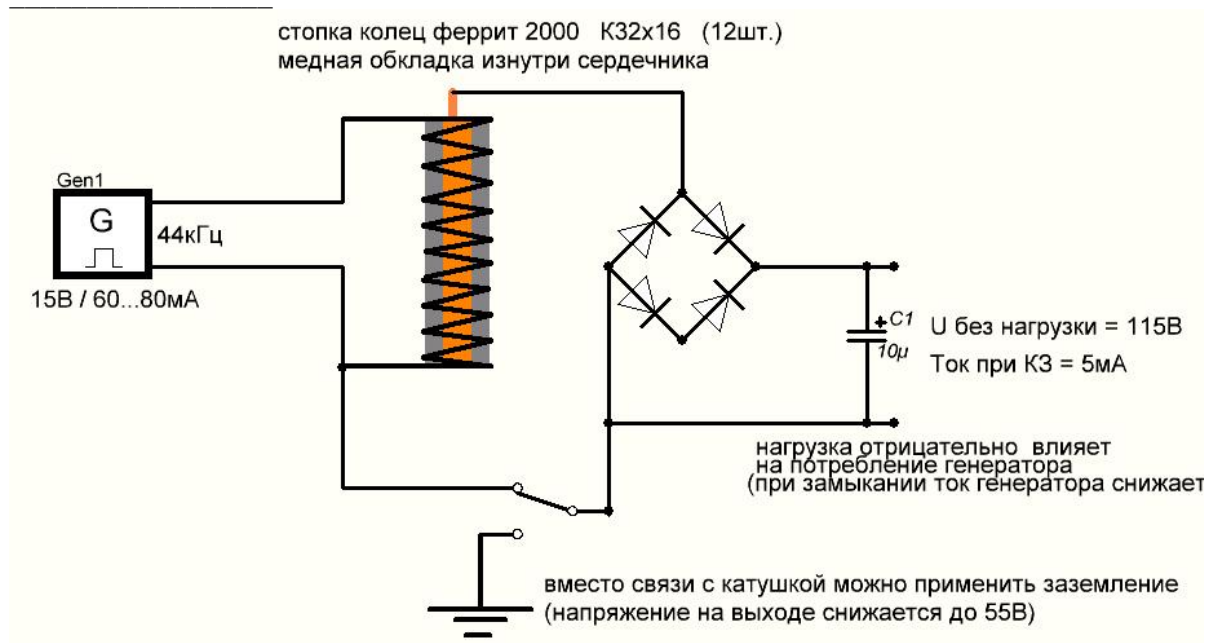 стопка колец феррит 2000 К32х16 (12шт.)
медная обкладка изнутри сердечника
Gen1
G
44кГц
15В / 60...80мА
+C1
10µ
U без нагрузки = 115В
Ток при КЗ = 5мА
нагрузка отрицательно влияет
на потребление генератора
(при замыкании ток генератора снижает
вместо связи с катушкой можно применить заземление
(напряжение на выходе снижается до 55В)